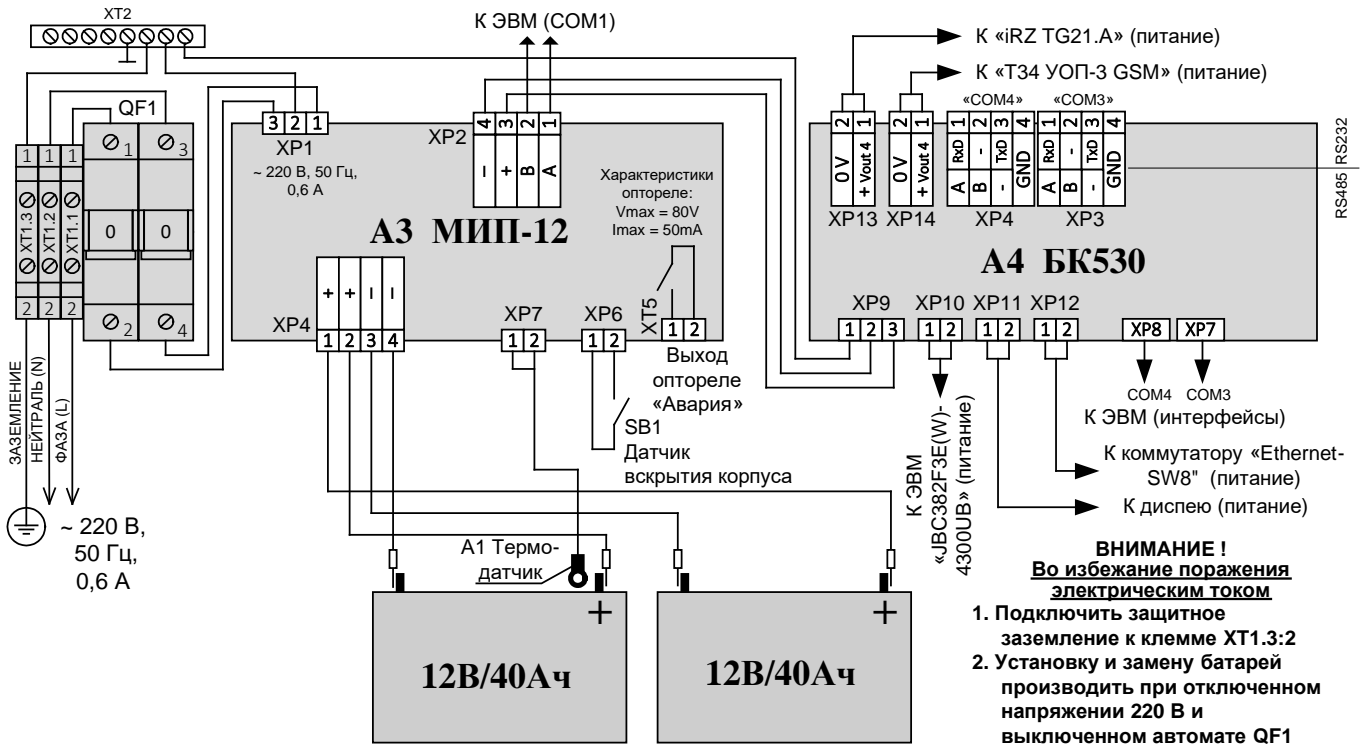 XT2
К ЭВМ (COM1)
К «iRZ TG21.A» (питание)
К «Т34 УОП-3 GSM» (питание)
«COM4» «COM3»
QF1
1 3
2 4
0 0
1 1 1
XT1.3 XT1.2 XT1.1
2 2 2
ЗАЗЕМЛЕНИЕ
НЕЙТРАЛЬ (N)
ФАЗА (L)
~ 220 В,
50 Гц,
0,6 А
3 2 1
XP1
~ 220 В, 50 Гц,
0,6 А
XP2
4 3 2 1
– + B A
Характеристики
оптореле:
Vmax = 80V
Imax = 50mA
А3 МИП-12
XP4
+ + – –
1 2 3 4
XP7
1 2
XP6
1 2
XT5
1 2
Выход
оптореле
«Авария»
SB1
Датчик
вскрытия корпуса
А1 Термо-
датчик
+
12В/40Ач
+
12В/40Ач
2 1
0 V + Vout 4
XP13
2 1
0 V + Vout 4
XP14
1 2 3 4
RxD - TxD GND
A B -
XP4
1 2 3 4
RxD - TxD GND
A B -
XP3
RS485 RS232
А4 БК530
XP9 XP10 XP11 XP12
1 2 3 1 2 1 2 1 2
XP8 XP7
COM4 COM3
К ЭВМ (интерфейсы)
К ЭВМ
«JBC382F3E(W)-
4300UB» (питание)
К коммутатору «Ethernet-
SW8" (питание)
К диспею (питание)
ВНИМАНИЕ !
Во избежание поражения
электрическим током
1. Подключить защитное
заземление к клемме XT1.3:2
2. Установку и замену батарей
производить при отключенном
напряжении 220 В и
выключенном автомате QF1